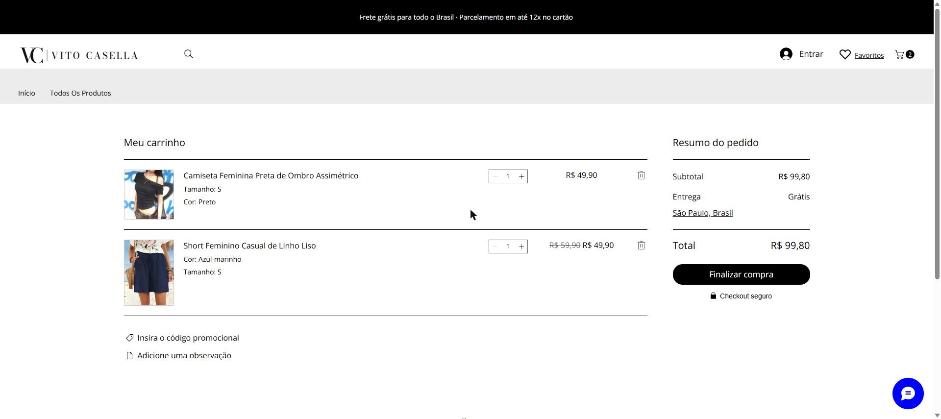 Frete grátis para todo o Brasil · Parcelamento em até 12x no cartão
VC | VITO CASELLA
Entrar
Favoritos
2
Início
Todos Os Produtos
Meu carrinho
Camiseta Feminina Preta de Ombro Assimétrico
Tamanho: S
Cor: Preto
− 1 +
R$ 49,90
Short Feminino Casual de Linho Liso
Cor: Azul-marinho
Tamanho: S
− 1 +
R$ 59,90 R$ 49,90
Insira o código promocional
Adicione uma observação
Resumo do pedido
Subtotal R$ 99,80
Entrega Grátis
São Paulo, Brasil
Total R$ 99,80
Finalizar compra
Checkout seguro